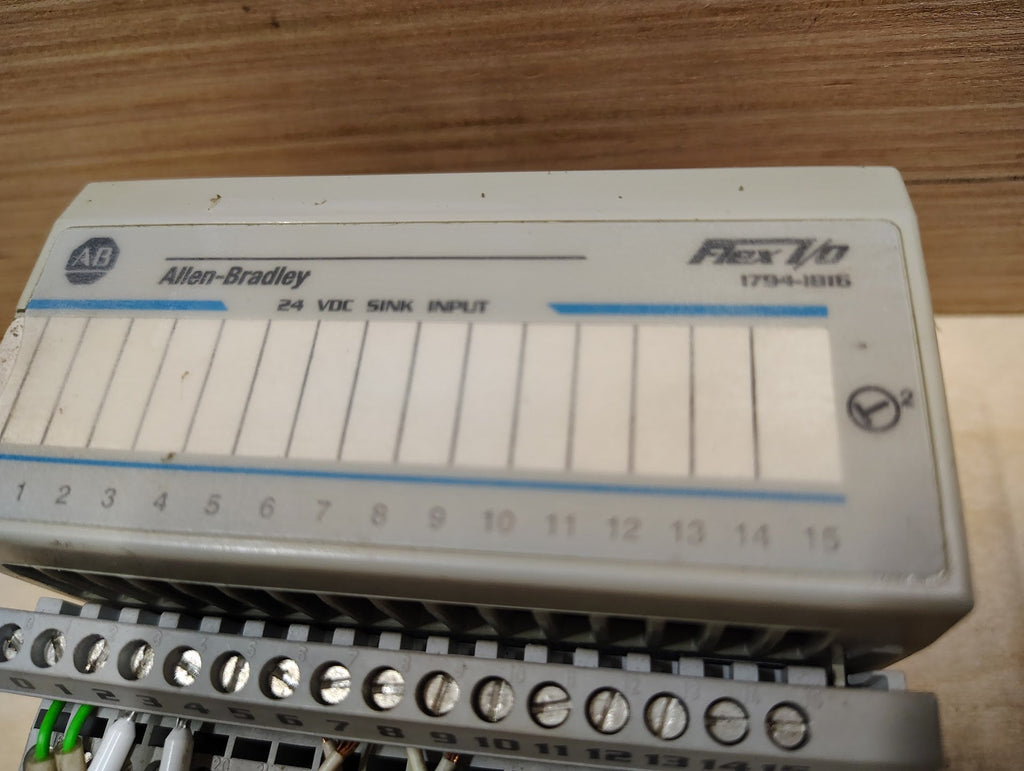 AB
Allen-Bradley
Flex I/O
1794-IB16
24 VDC SINK INPUT
2
1 2 3 4 5 6 7 8 9 10 11 12 13 14 15
0 1 2 3 4 5 6 7 8 9 10 11 12 13 14 15